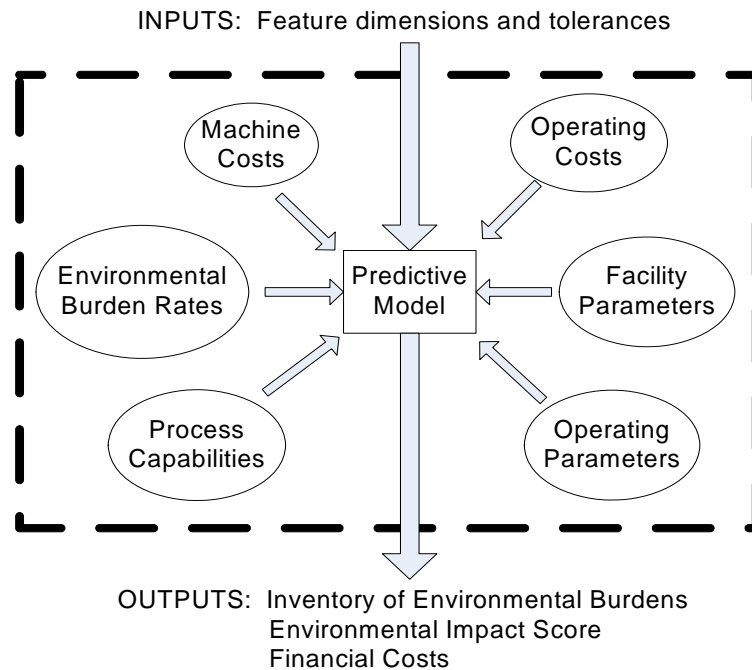 INPUTS: Feature dimensions and tolerances
Machine
Costs
Operating
Costs
Environmental
Burden Rates
Predictive
Model
Facility
Parameters
Process
Capabilities
Operating
Parameters
OUTPUTS: Inventory of Environmental Burdens
Environmental Impact Score
Financial Costs